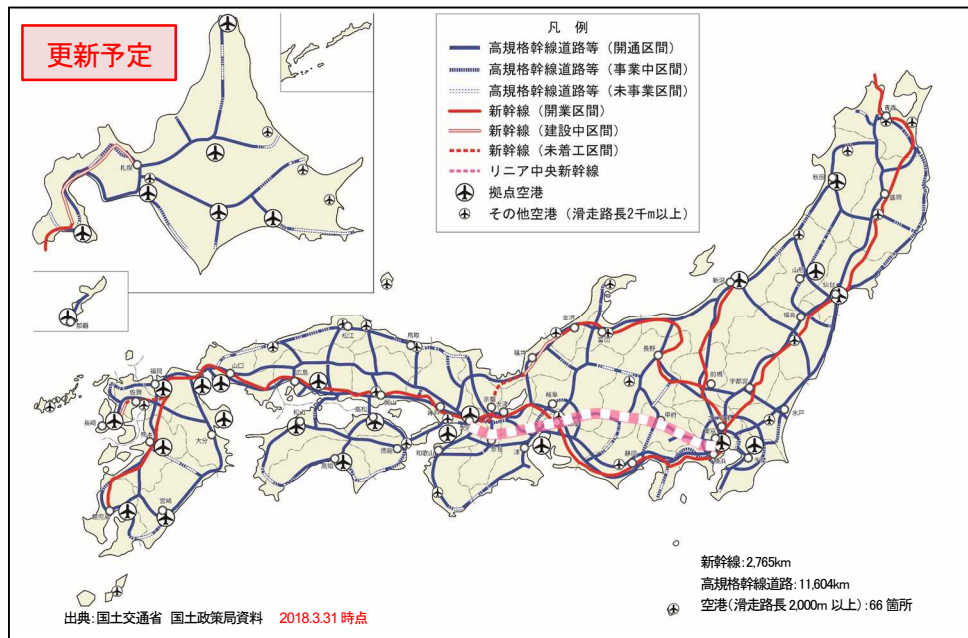 更新予定
凡 例
高規格幹線道路等（開通区間）
高規格幹線道路等（事業中区間）
高規格幹線道路等（未事業区間）
新幹線（開業区間）
新幹線（建設中区間）
新幹線（未着工区間）
リニア中央新幹線
拠点空港
その他空港（滑走路長2千m以上）
札幌
青森
秋田
盛岡
山形
仙台
新潟
福島
那覇
金沢
富山
長野
前橋
宇都宮
水戸
福井
松江
鳥取
岐阜
甲府
山口
広島
岡山
神戸
京都
大津
福岡
佐賀
長崎
熊本
大分
松山
高松
高知
徳島
和歌山
奈良
津
静岡
横浜
宮崎
鹿児島
新幹線：2,765km
高規格幹線道路：11,604km
空港（滑走路長2,000m 以上）：66 箇所
出典：国土交通省 国土政策局資料 2018.3.31 時点